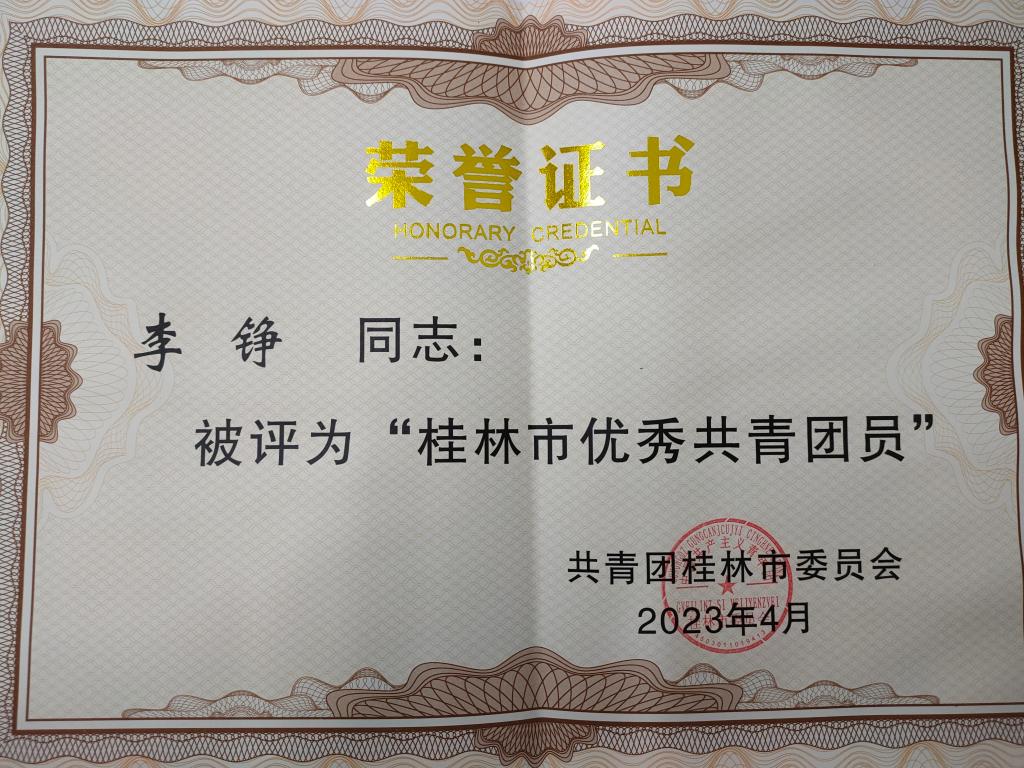 荣誉证书
HONORARY CREDENTIAL
李 铮 同志：
被评为“桂林市优秀共青团员”
共青团桂林市委员会
2023年4月